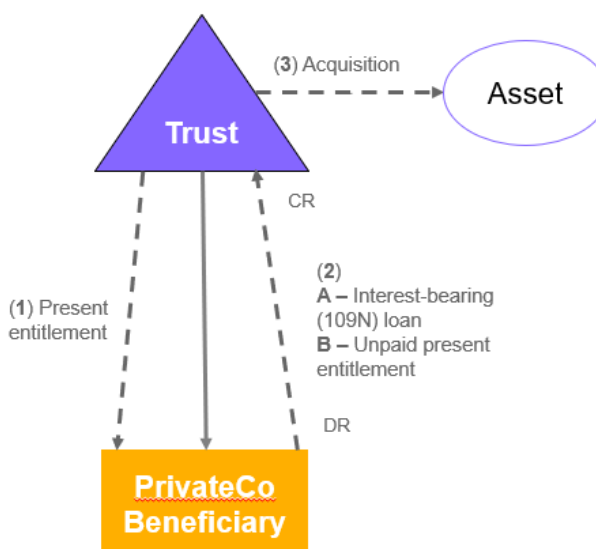 (3) Acquisition
Asset
Trust
CR
(1) Present
entitlement
(2)
A – Interest-bearing
(109N) loan
B – Unpaid present
entitlement
DR
PrivateCo
Beneficiary